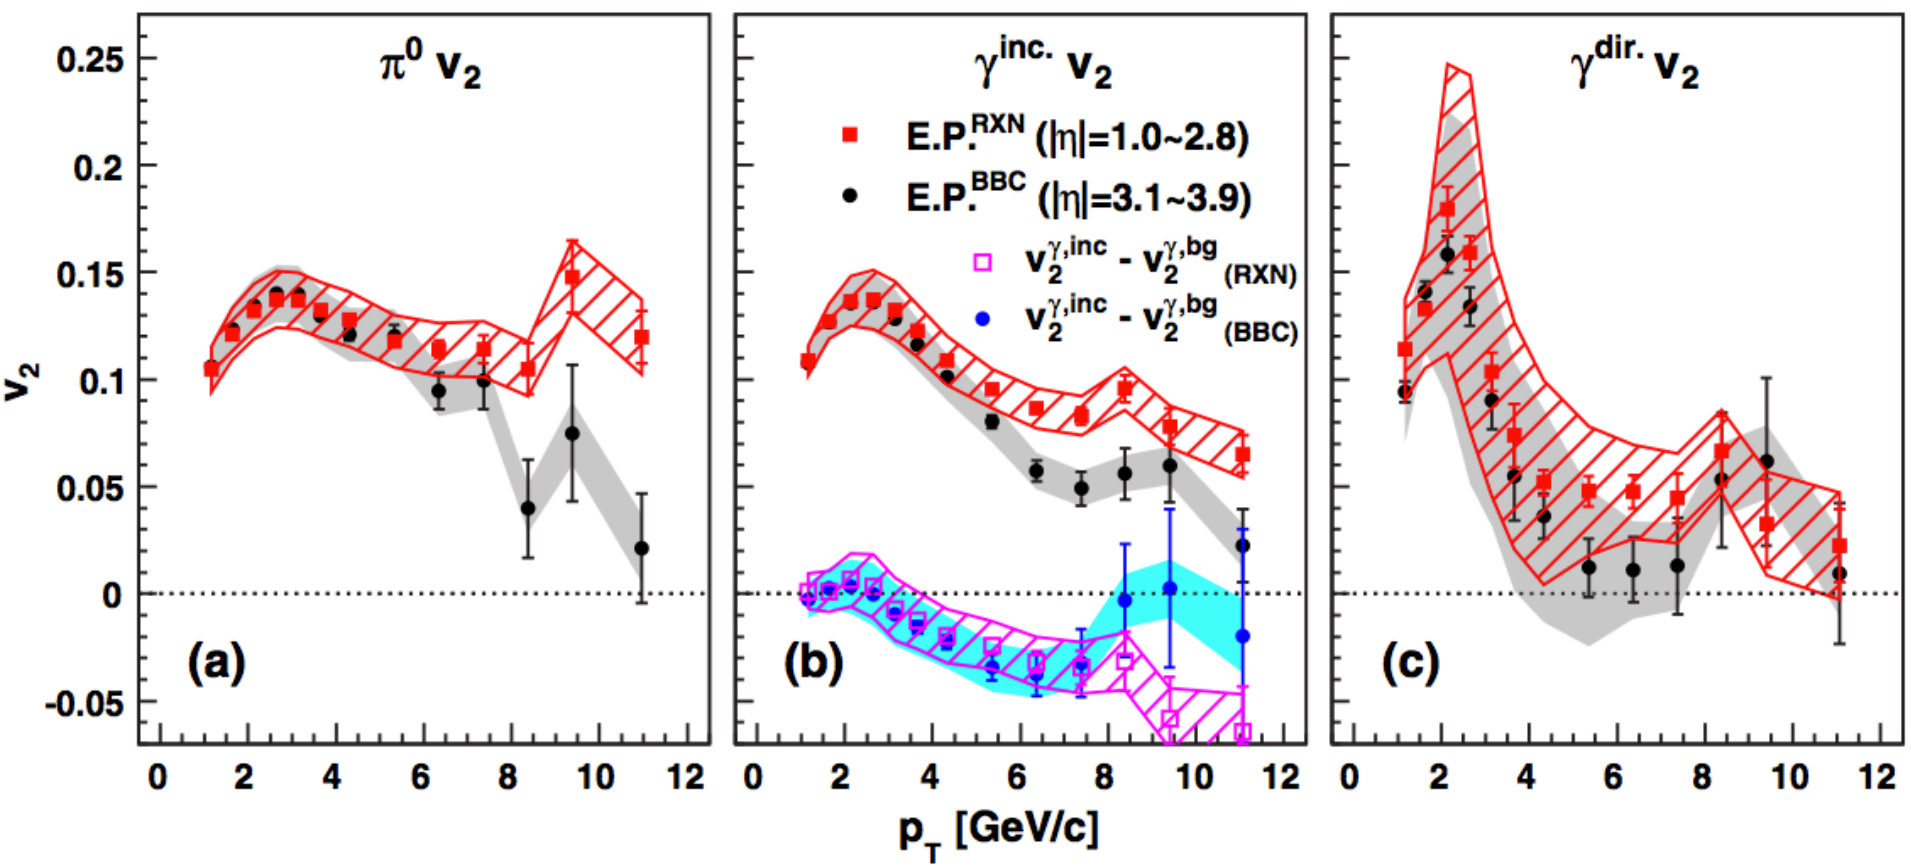 π⁰ v₂
0.25
0.2
0.15
0.1
0.05
0
-0.05
v₂
(a)
0 2 4 6 8 10 12
γ^inc. v₂
E.P.^RXN (|η|=1.0~2.8)
E.P.^BBC (|η|=3.1~3.9)
v₂^γ,inc - v₂^γ,bg (RXN)
v₂^γ,inc - v₂^γ,bg (BBC)
(b)
0 2 4 6 8 10 12
p_T [GeV/c]
γ^dir. v₂
(c)
0 2 4 6 8 10 12